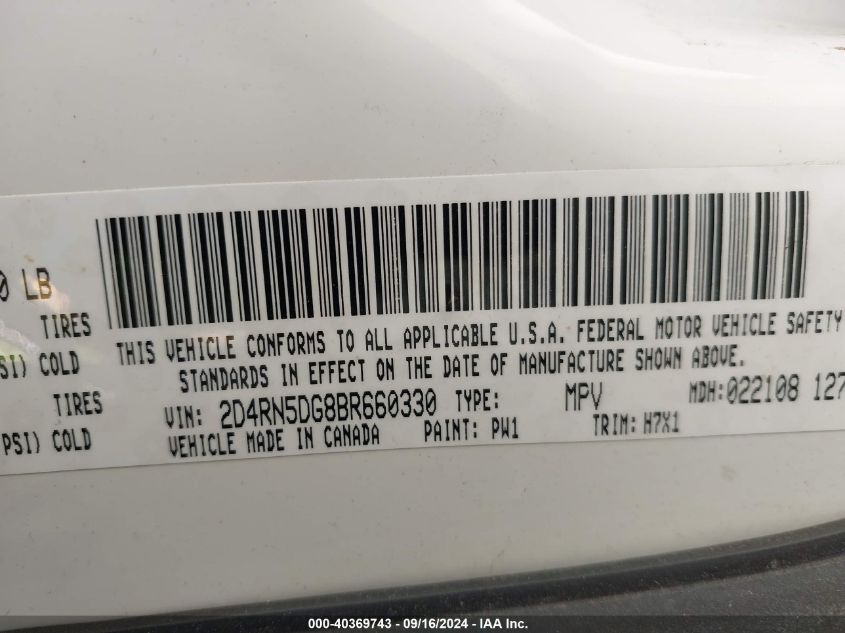 0 LB
TIRES
SI) COLD
TIRES
PSI) COLD
THIS VEHICLE CONFORMS TO ALL APPLICABLE U.S.A. FEDERAL MOTOR VEHICLE SAFETY
STANDARDS IN EFFECT ON THE DATE OF MANUFACTURE SHOWN ABOVE.
VIN: 2D4RN5DG8BR660330 TYPE: MPV MDH:022108 127
VEHICLE MADE IN CANADA PAINT: PW1 TRIM: H7X1
000-40369743 - 09/16/2024 - IAA Inc.